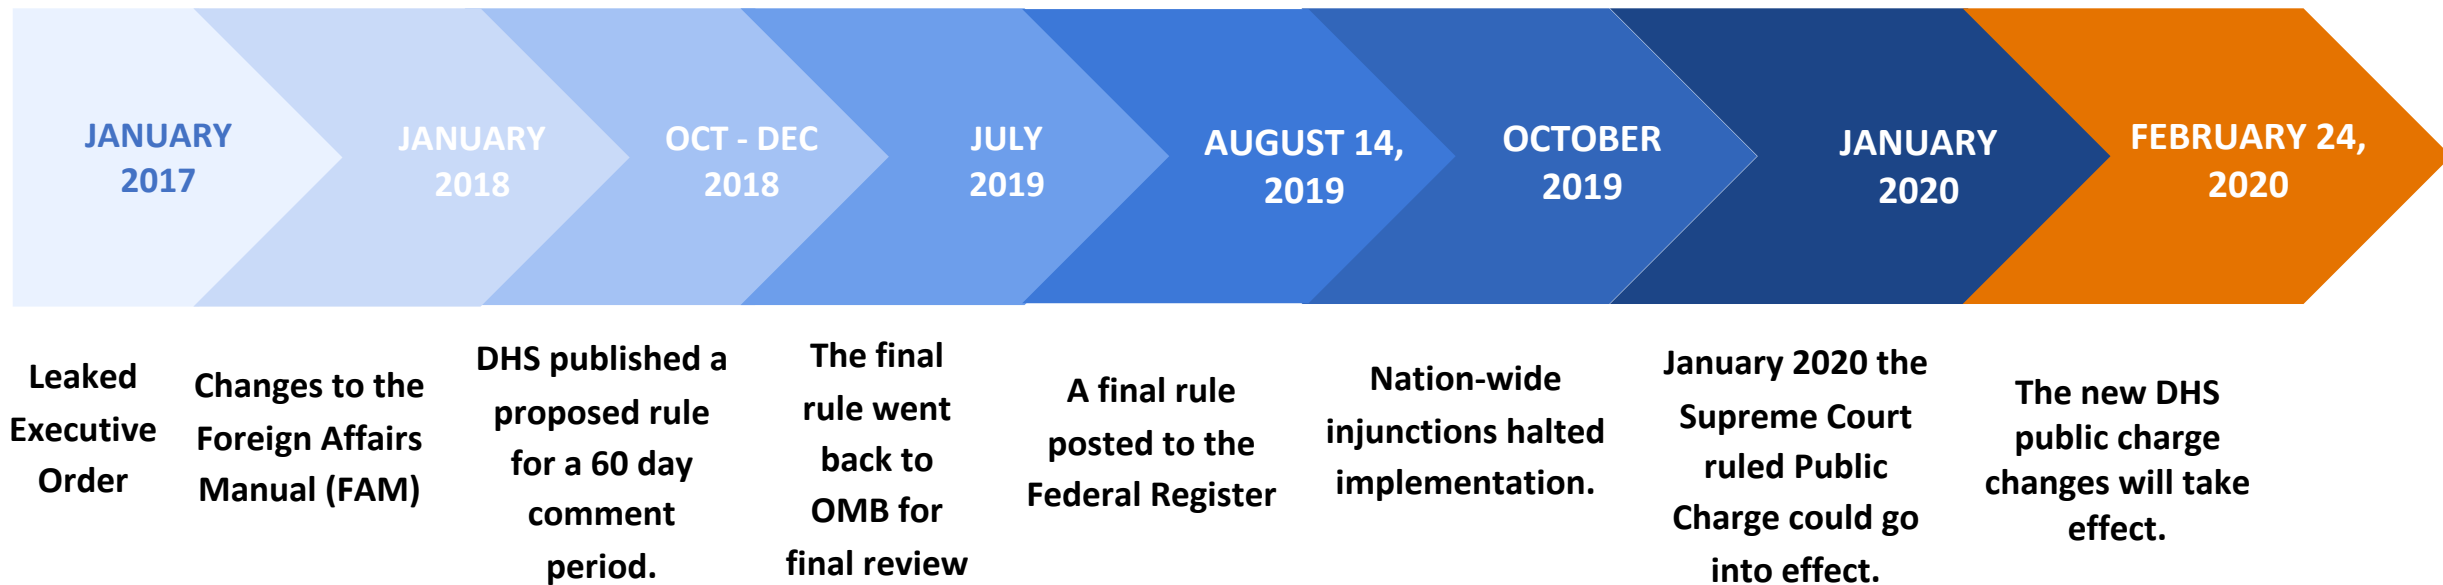 JANUARY
2017
JANUARY
2018
OCT - DEC
2018
JULY
2019
AUGUST 14,
2019
OCTOBER
2019
JANUARY
2020
FEBRUARY 24,
2020
Leaked
Executive
Order
Changes to the
Foreign Affairs
Manual (FAM)
DHS published a
proposed rule
for a 60 day
comment
period.
The final
rule went
back to
OMB for
final review
A final rule
posted to the
Federal Register
Nation-wide
injunctions halted
implementation.
January 2020 the
Supreme Court
ruled Public
Charge could go
into effect.
The new DHS
public charge
changes will take
effect.